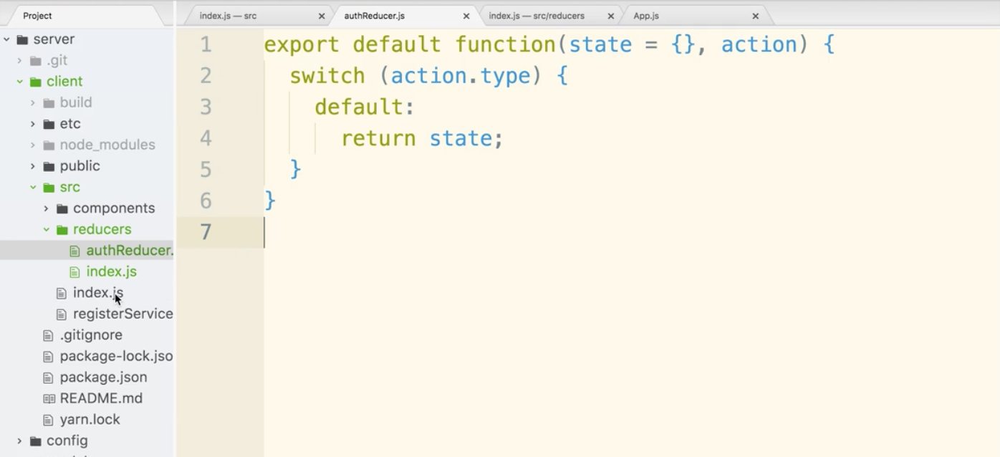 Project
server
.git
client
build
etc
node_modules
public
src
components
reducers
authReducer.
index.js
index.js
registerService
.gitignore
package-lock.jso
package.json
README.md
yarn.lock
config
index.js — src
authReducer.js
index.js — src/reducers
App.js
1 export default function(state = {}, action) {
2 switch (action.type) {
3 default:
4 return state;
5 }
6 }
7